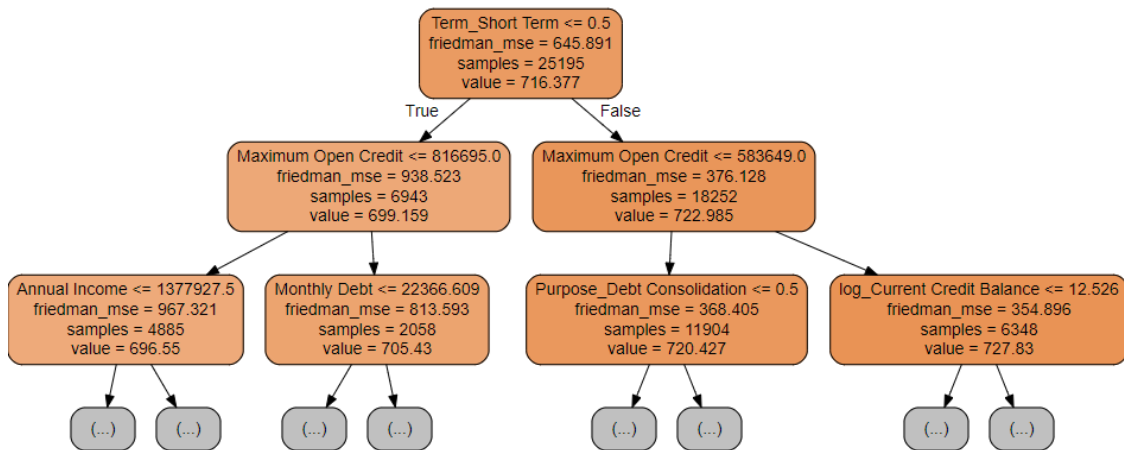 Term_Short Term <= 0.5
friedman_mse = 645.891
samples = 25195
value = 716.377
True
False
Maximum Open Credit <= 816695.0
friedman_mse = 938.523
samples = 6943
value = 699.159
Maximum Open Credit <= 583649.0
friedman_mse = 376.128
samples = 18252
value = 722.985
Annual Income <= 1377927.5
friedman_mse = 967.321
samples = 4885
value = 696.55
Monthly Debt <= 22366.609
friedman_mse = 813.593
samples = 2058
value = 705.43
Purpose_Debt Consolidation <= 0.5
friedman_mse = 368.405
samples = 11904
value = 720.427
log_Current Credit Balance <= 12.526
friedman_mse = 354.896
samples = 6348
value = 727.83
(...)
(...)
(...)
(...)
(...)
(...)
(...)
(...)